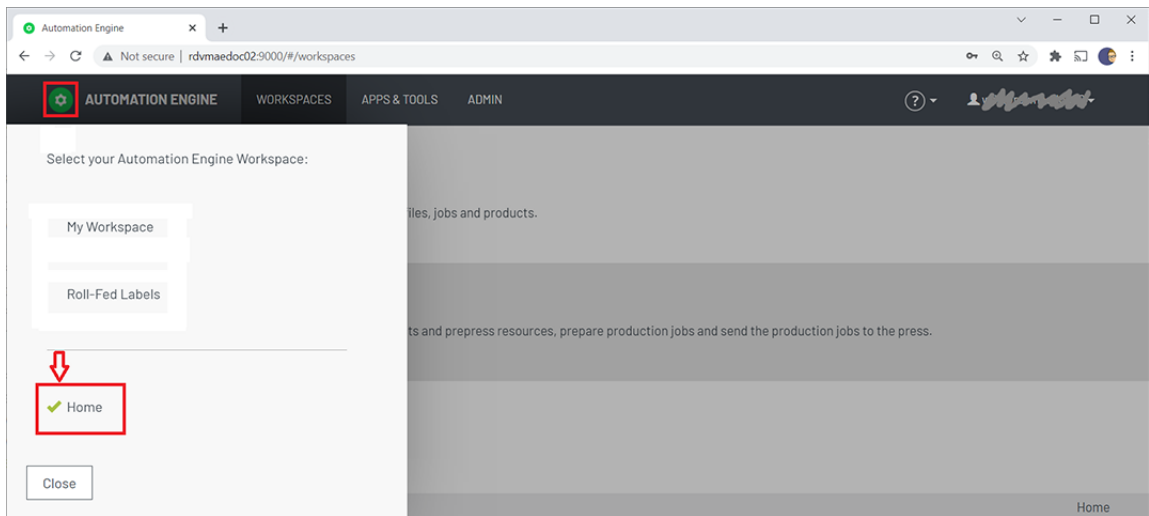 Automation Engine
Not secure | rdvmaedoc02:9000/#/workspaces
AUTOMATION ENGINE WORKSPACES APPS & TOOLS ADMIN ?
Select your Automation Engine Workspace:
iles, jobs and products.
My Workspace
Roll-Fed Labels
ts and prepress resources, prepare production jobs and send the production jobs to the press.
Home
Close
Home